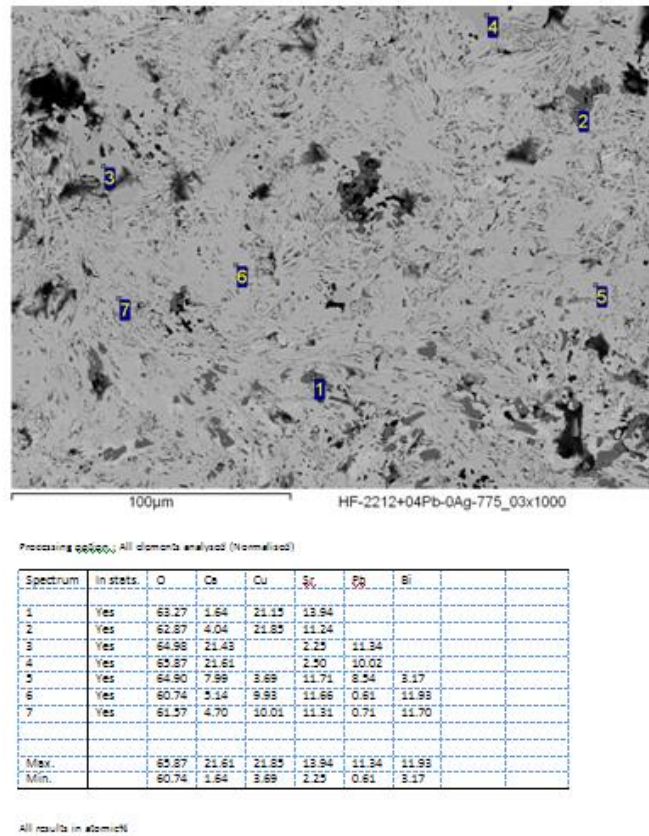 4
2
3
6
5
7
1
100µm HF-2212+04Pb-0Ag-775_03x1000
Processing option : All elements analysed (Normalised)
Spectrum In stats. O Ca Cu Sr Pb Bi
1 Yes 63.27 1.64 21.15 13.94
2 Yes 62.87 4.04 21.85 11.24
3 Yes 64.98 21.43 2.25 11.34
4 Yes 65.87 21.61 2.50 10.02
5 Yes 64.90 7.99 3.69 11.71 8.54 3.17
6 Yes 60.74 5.14 9.93 11.66 0.61 11.93
7 Yes 61.57 4.70 10.01 11.31 0.71 11.70
Max. 65.87 21.61 21.85 13.94 11.34 11.93
Min. 60.74 1.64 3.69 2.25 0.61 3.17
All results in atomic%